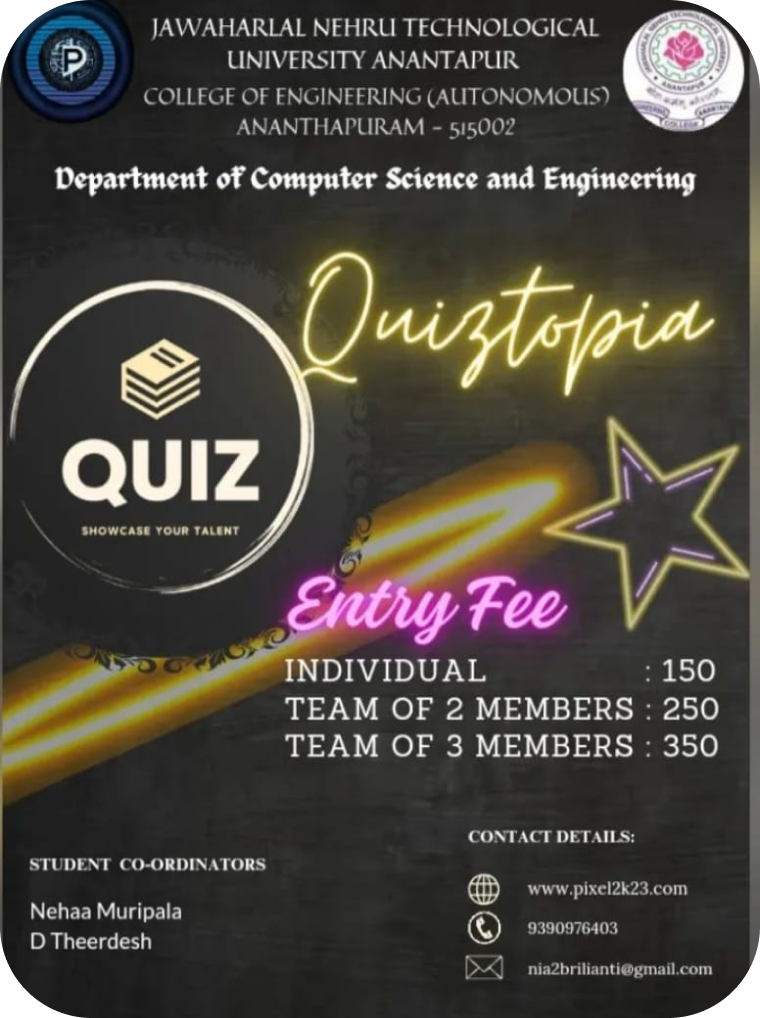 JAWAHARLAL NEHRU TECHNOLOGICAL
UNIVERSITY ANANTAPUR
COLLEGE OF ENGINEERING (AUTONOMOUS)
ANANTHAPURAM - 515002
P
Department of Computer Science and Engineering
Quiztopia
QUIZ
SHOWCASE YOUR TALENT
Entry Fee
INDIVIDUAL : 150
TEAM OF 2 MEMBERS : 250
TEAM OF 3 MEMBERS : 350
STUDENT CO-ORDINATORS
Nehaa Muripala
D Theerdesh
CONTACT DETAILS:
www.pixel2k23.com
9390976403
nia2brilianti@gmail.com